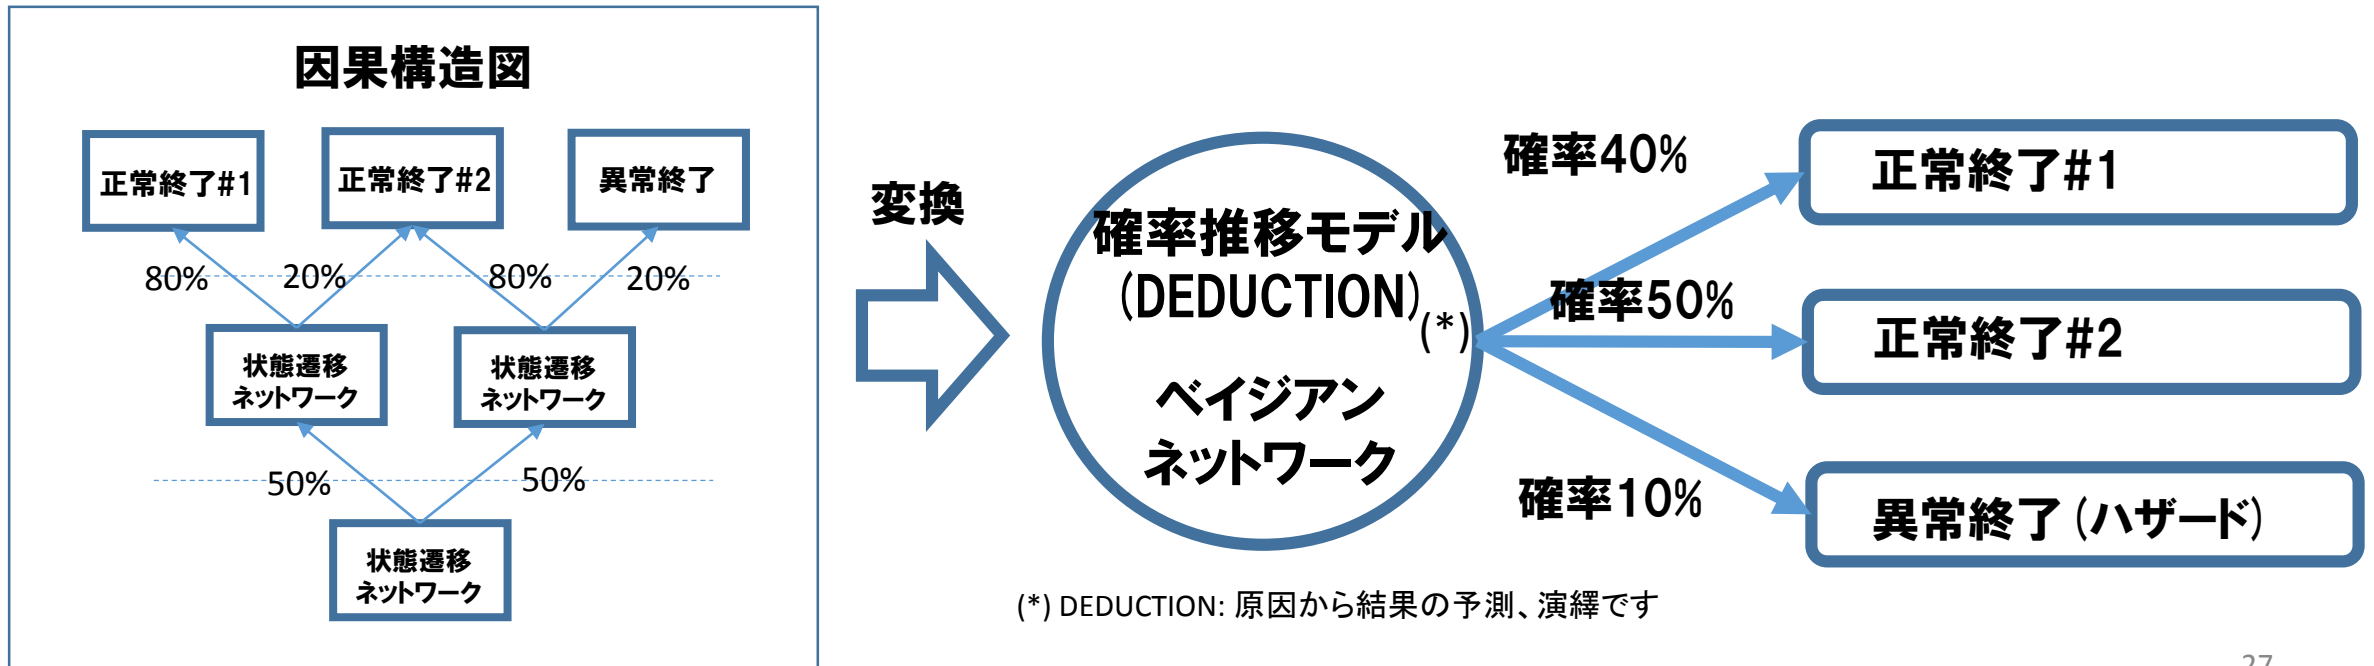 因果構造図
正常終了#1
正常終了#2
異常終了
80%
20%
80%
20%
状態遷移
ネットワーク
状態遷移
ネットワーク
50%
50%
状態遷移
ネットワーク
変換
確率推移モデル
(DEDUCTION)
(*)
ベイジアン
ネットワーク
確率40%
確率50%
確率10%
正常終了#1
正常終了#2
異常終了(ハザード)
(*) DEDUCTION: 原因から結果の予測、演繹です
27